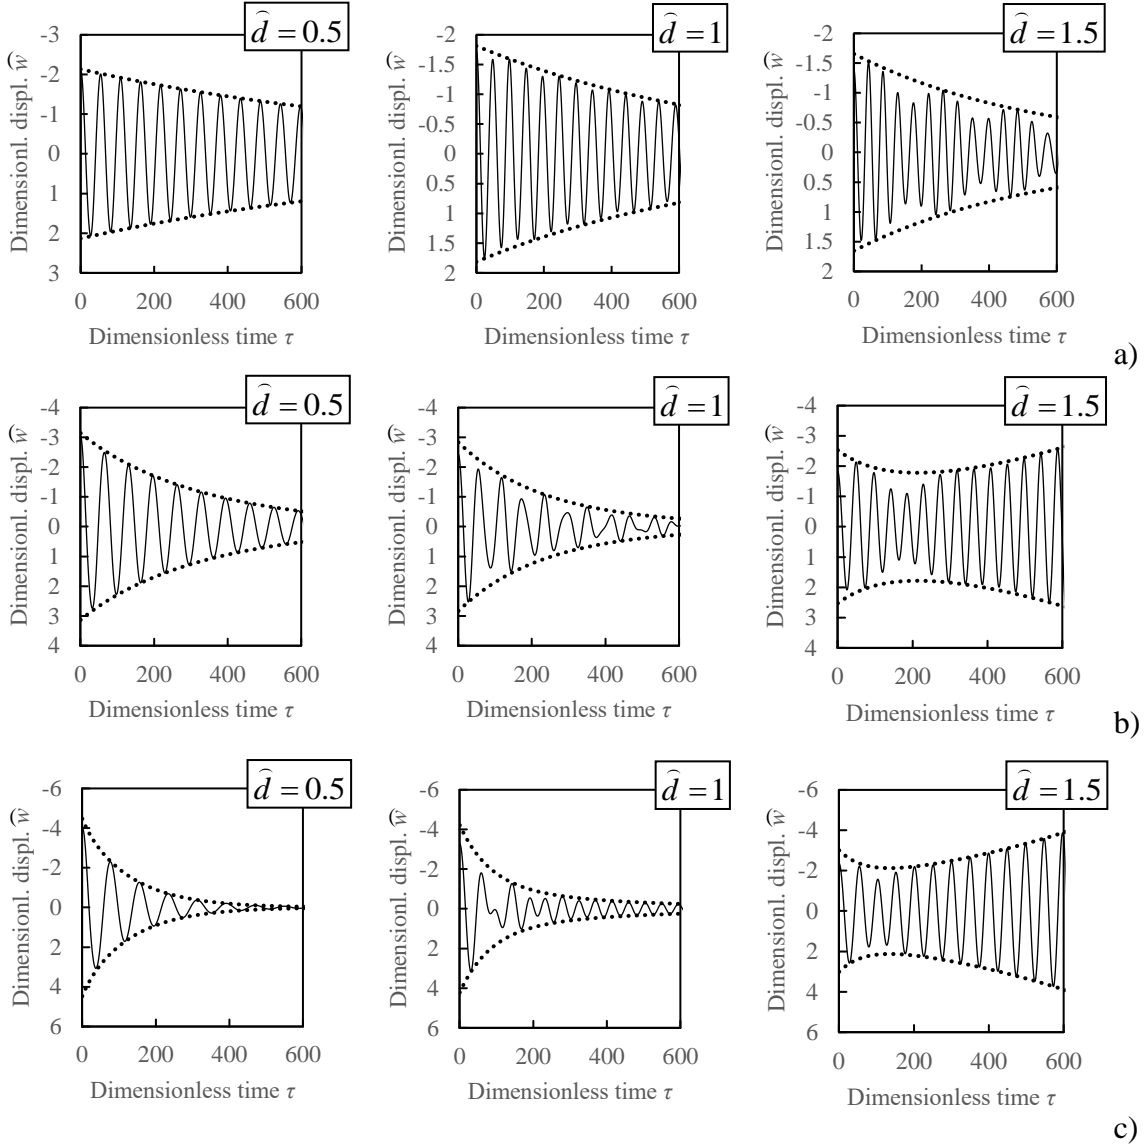 d̂ = 0.5 d̂ = 1 d̂ = 1.5
Dimensionl. displ. ŵ
-3
-2
-1
0
1
2
3
0 200 400 600
Dimensionless time τ
Dimensionl. displ. ŵ
-2
-1.5
-1
-0.5
0
0.5
1
1.5
2
0 200 400 600
Dimensionless time τ
Dimensionl. displ. ŵ
-2
-1.5
-1
-0.5
0
0.5
1
1.5
2
0 200 400 600
Dimensionless time τ
a)
d̂ = 0.5 d̂ = 1 d̂ = 1.5
Dimensionl. displ. ŵ
-4
-3
-2
-1
0
1
2
3
4
0 200 400 600
Dimensionless time τ
Dimensionl. displ. ŵ
-4
-3
-2
-1
0
1
2
3
4
0 200 400 600
Dimensionless time τ
Dimensionl. displ. ŵ
-4
-3
-2
-1
0
1
2
3
4
0 200 400 600
Dimensionless time τ
b)
d̂ = 0.5 d̂ = 1 d̂ = 1.5
Dimensionl. displ. ŵ
-6
-4
-2
0
2
4
6
0 200 400 600
Dimensionless time τ
Dimensionl. displ. ŵ
-6
-4
-2
0
2
4
6
0 200 400 600
Dimensionless time τ
Dimensionl. displ. ŵ
-6
-4
-2
0
2
4
6
0 200 400 600
Dimensionless time τ
c)